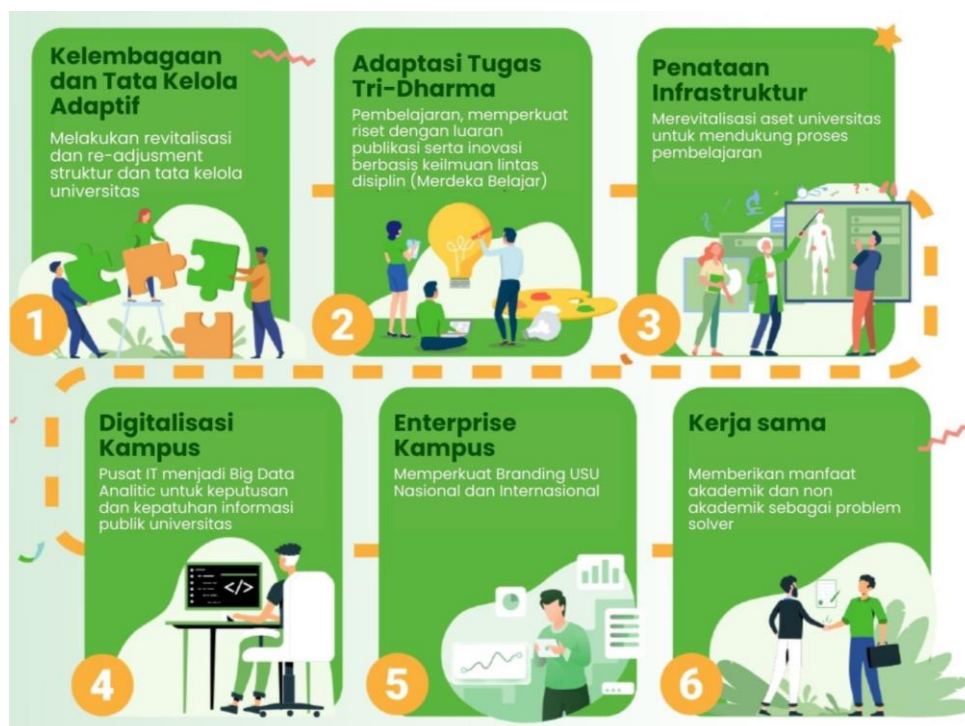 Kelembagaan
dan Tata Kelola
Adaptif
Melakukan revitalisasi
dan re-adjusment
struktur dan tata kelola
universitas
1
Adaptasi Tugas
Tri-Dharma
Pembelajaran, memperkuat
riset dengan luaran
publikasi serta inovasi
berbasis keilmuan lintas
disiplin (Merdeka Belajar)
2
Penataan
Infrastruktur
Merevitalisasi aset universitas
untuk mendukung proses
pembelajaran
3
Digitalisasi
Kampus
Pusat IT menjadi Big Data
Analitic untuk keputusan
dan kepatuhan informasi
publik universitas
</>
4
Enterprise
Kampus
Memperkuat Branding USU
Nasional dan Internasional
5
Kerja sama
Memberikan manfaat
akademik dan non
akademik sebagai problem
solver
6